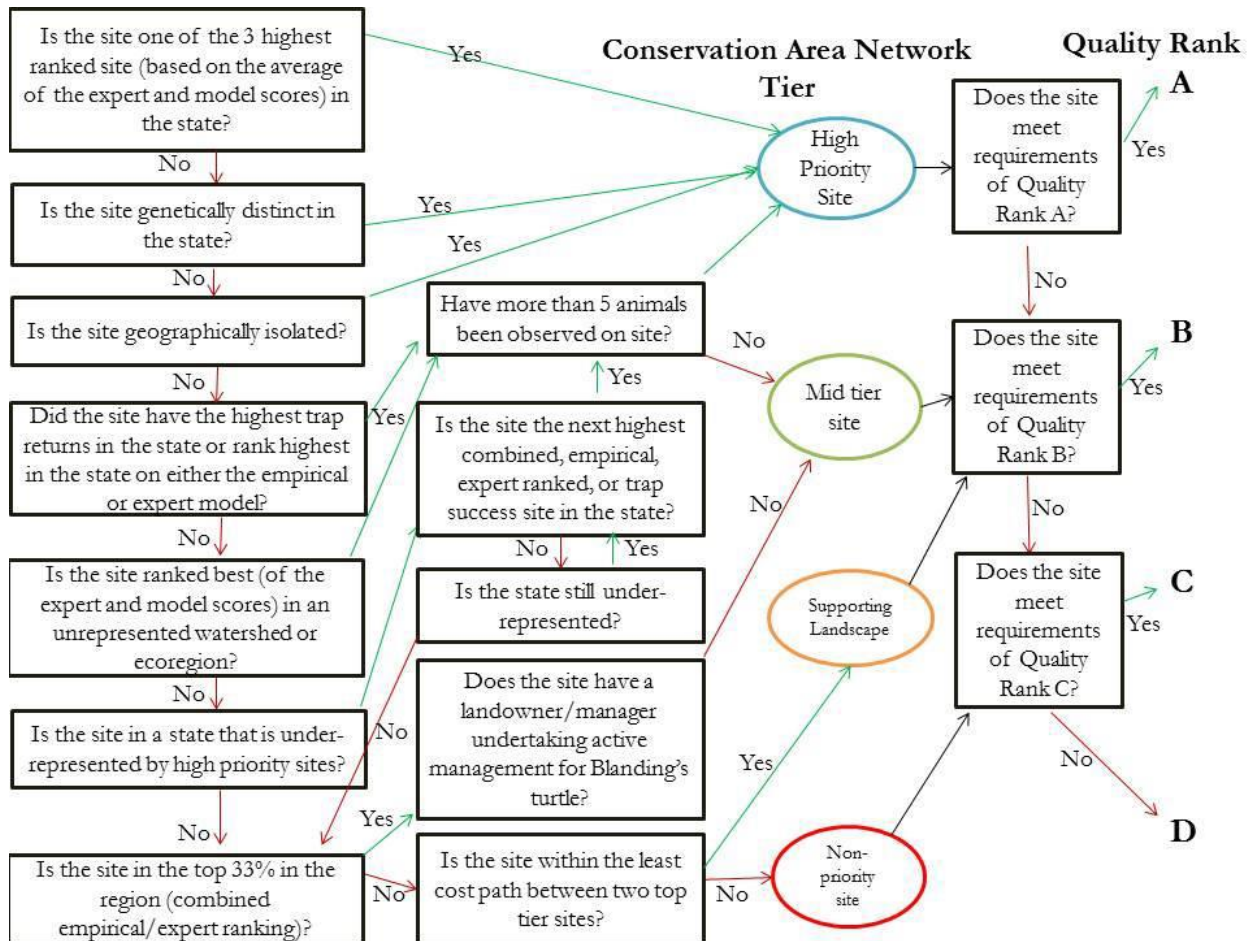 Is the site one of the 3 highest
ranked site (based on the average
of the expert and model scores) in
the state?
Yes
No
Is the site genetically distinct in
the state?
Yes
No
Is the site geographically isolated?
Yes
No
Did the site have the highest trap
returns in the state or rank highest
in the state on either the empirical
or expert model?
Yes
No
Is the site ranked best (of the
expert and model scores) in an
unrepresented watershed or
ecoregion?
No
Is the site in a state that is under-
represented by high priority sites?
No
Is the site in the top 33% in the
region (combined
empirical/expert ranking)?
Yes
No
Have more than 5 animals
been observed on site?
No
Yes
Is the site the next highest
combined, empirical,
expert ranked, or trap
success site in the state?
No
Yes
Is the state still under-
represented?
No
Does the site have a
landowner/manager
undertaking active
management for Blanding's
turtle?
No
Is the site within the least
cost path between two top
tier sites?
Yes
No
Conservation Area Network
Tier
High
Priority
Site
Mid tier
site
Supporting
Landscape
Non-
priority
site
Quality Rank
A
Does the site
meet
requirements
of Quality
Rank A?
Yes
No
B
Does the site
meet
requirements
of Quality
Rank B?
Yes
No
C
Does the site
meet
requirements
of Quality
Rank C?
Yes
No
D